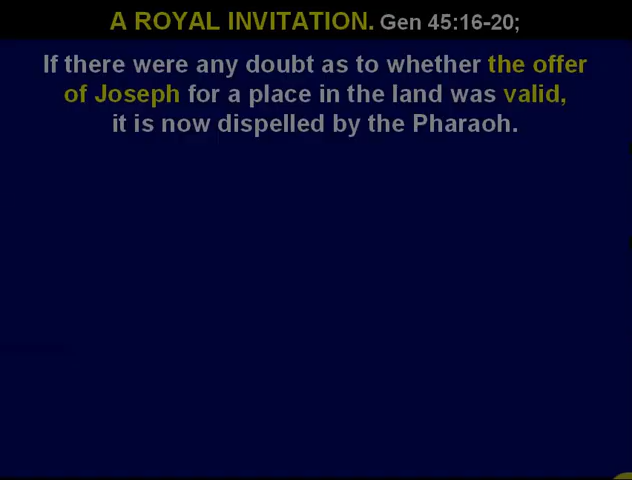 A ROYAL INVITATION. Gen 45:16-20;
If there were any doubt as to whether the offer
of Joseph for a place in the land was valid,
it is now dispelled by the Pharaoh.